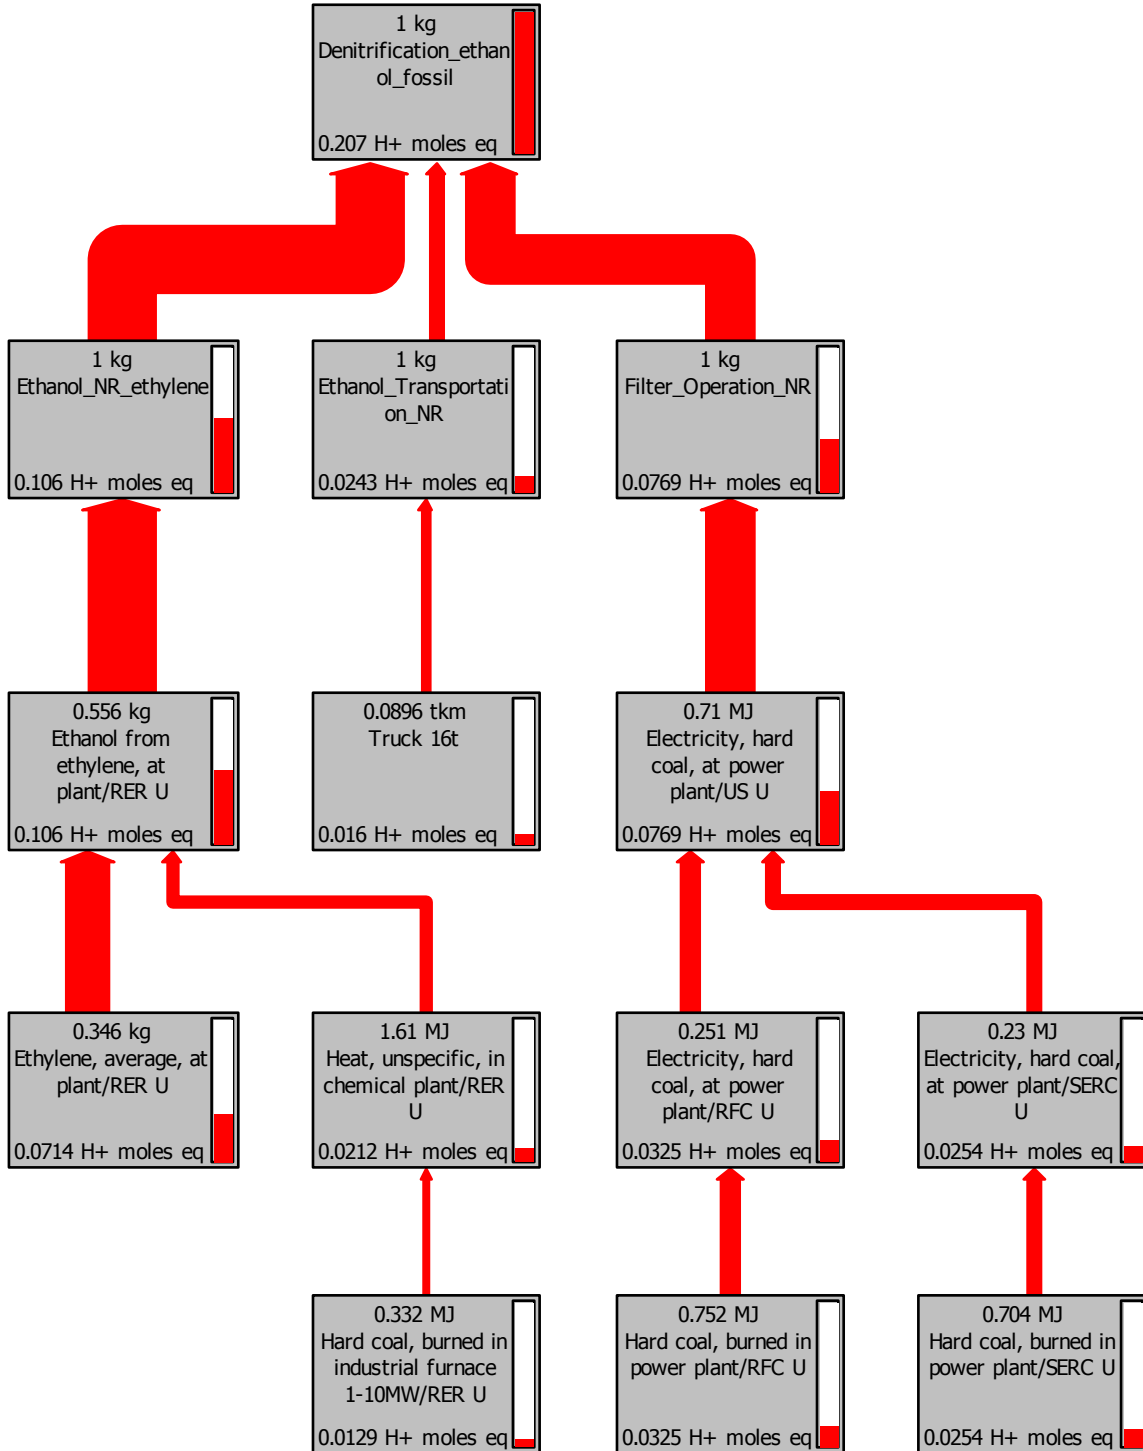 1 kg
Denitrification_ethan
ol_fossil
0.207 H+ moles eq
1 kg
Ethanol_NR_ethylene
0.106 H+ moles eq
1 kg
Ethanol_Transportati
on_NR
0.0243 H+ moles eq
1 kg
Filter_Operation_NR
0.0769 H+ moles eq
0.556 kg
Ethanol from
ethylene, at
plant/RER U
0.106 H+ moles eq
0.0896 tkm
Truck 16t
0.016 H+ moles eq
0.71 MJ
Electricity, hard
coal, at power
plant/US U
0.0769 H+ moles eq
0.346 kg
Ethylene, average, at
plant/RER U
0.0714 H+ moles eq
1.61 MJ
Heat, unspecific, in
chemical plant/RER
U
0.0212 H+ moles eq
0.251 MJ
Electricity, hard
coal, at power
plant/RFC U
0.0325 H+ moles eq
0.23 MJ
Electricity, hard coal,
at power plant/SERC
U
0.0254 H+ moles eq
0.332 MJ
Hard coal, burned in
industrial furnace
1-10MW/RER U
0.0129 H+ moles eq
0.752 MJ
Hard coal, burned in
power plant/RFC U
0.0325 H+ moles eq
0.704 MJ
Hard coal, burned in
power plant/SERC U
0.0254 H+ moles eq